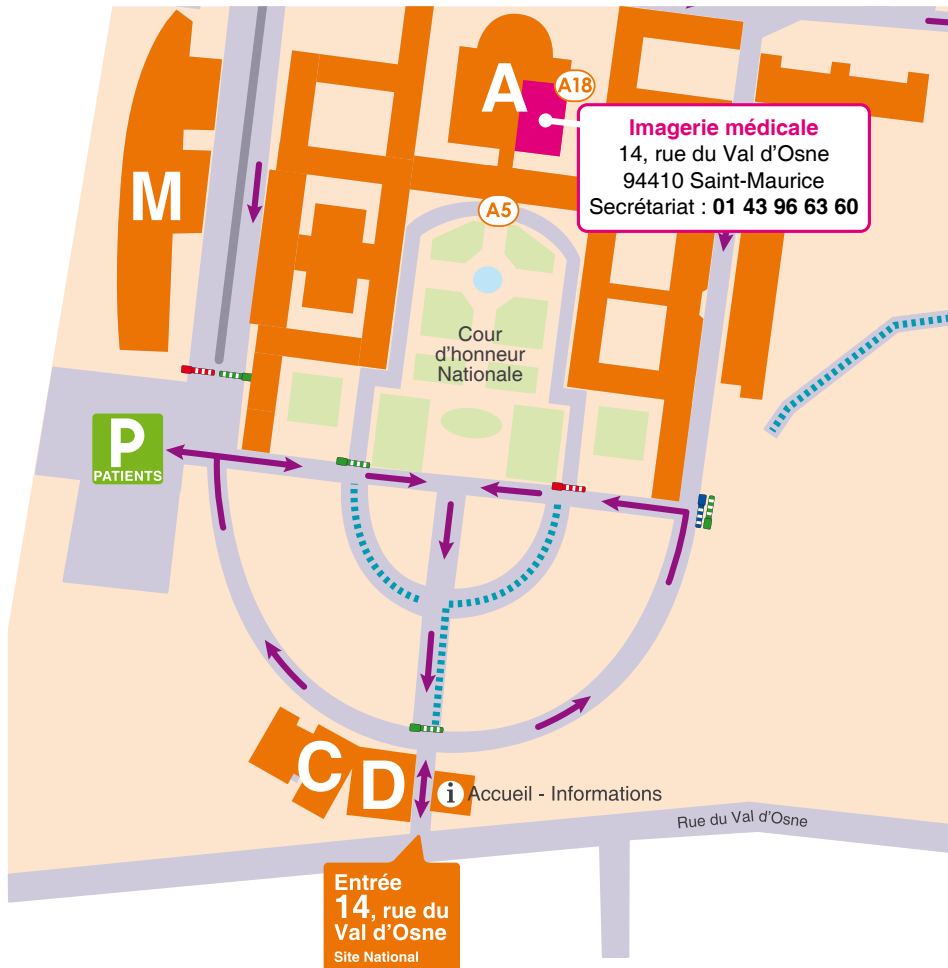 A
A18
Imagerie médicale
14, rue du Val d'Osne
94410 Saint-Maurice
Secrétariat : 01 43 96 63 60
M
A5
Cour
d'honneur
Nationale
P
PATIENTS
C
D
i
Accueil - Informations
Rue du Val d'Osne
Entrée
14, rue du
Val d'Osne
Site National